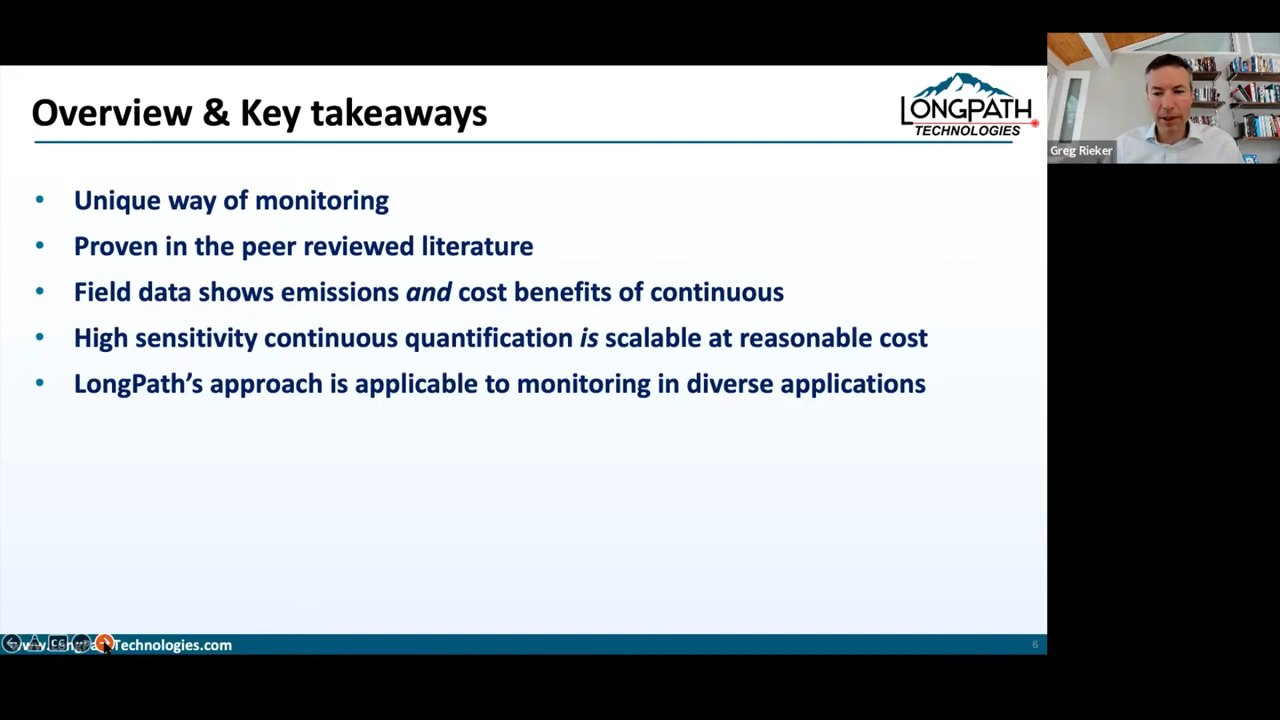 Overview & Key takeaways
LONGPATH
TECHNOLOGIES
Greg Rieker
• Unique way of monitoring
• Proven in the peer reviewed literature
• Field data shows emissions and cost benefits of continuous
• High sensitivity continuous quantification is scalable at reasonable cost
• LongPath’s approach is applicable to monitoring in diverse applications
Technologies.com
6